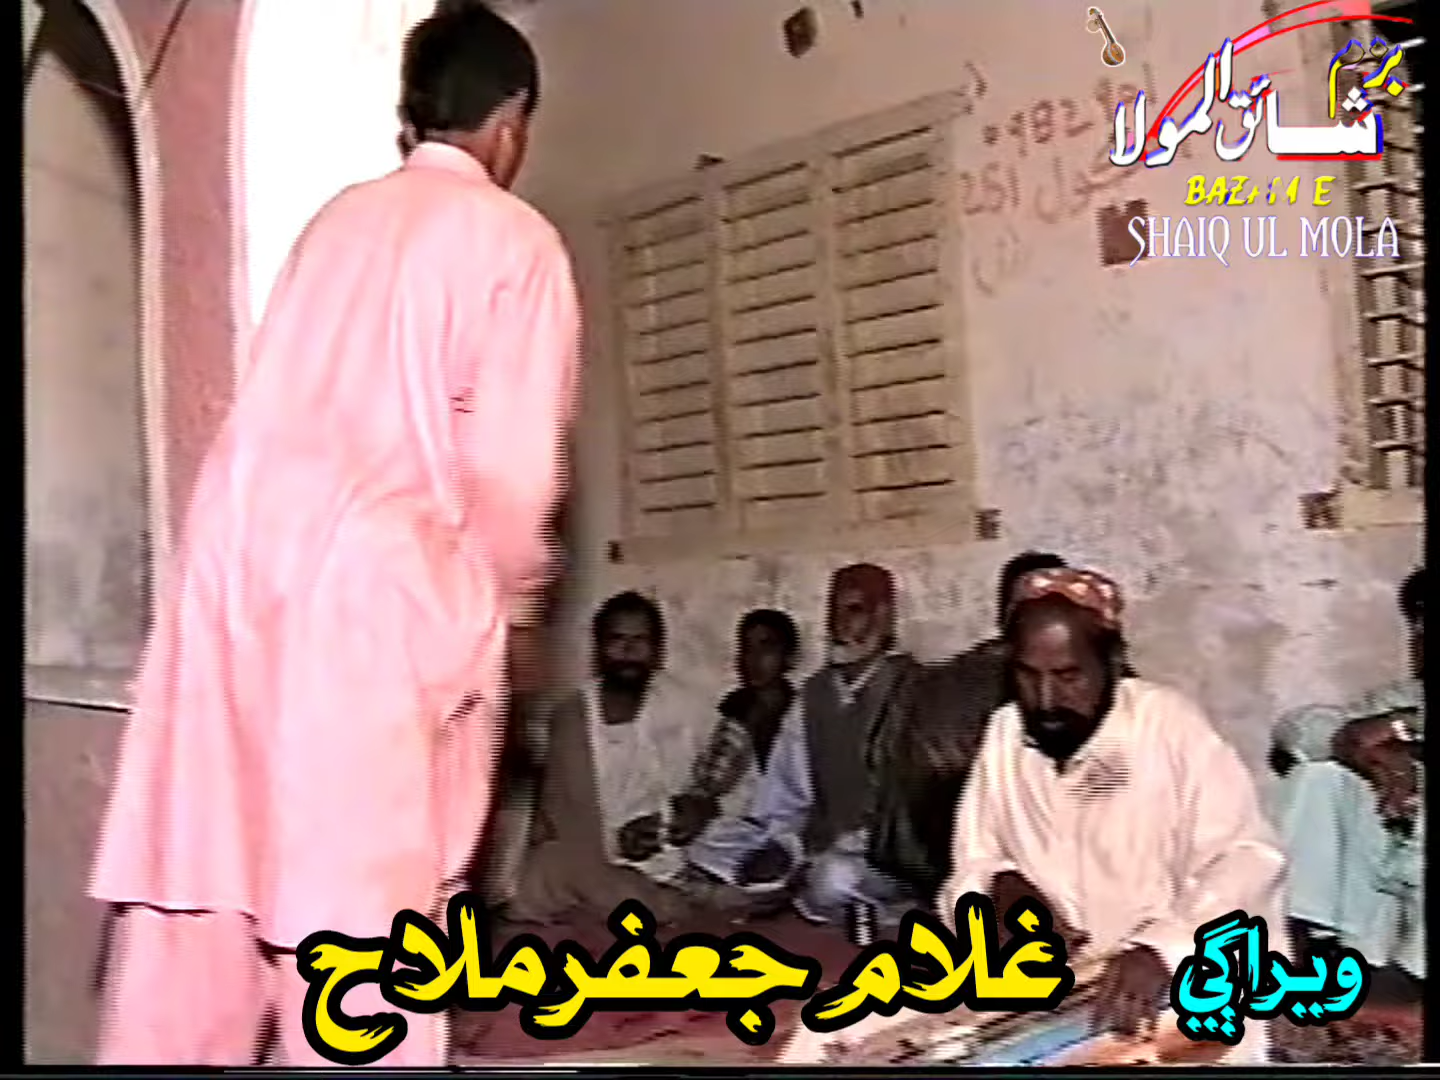 بزم
شائق المولا
BAZM E
SHAIQ UL MOLA
ويراڳي
غلام جعفر ملاح